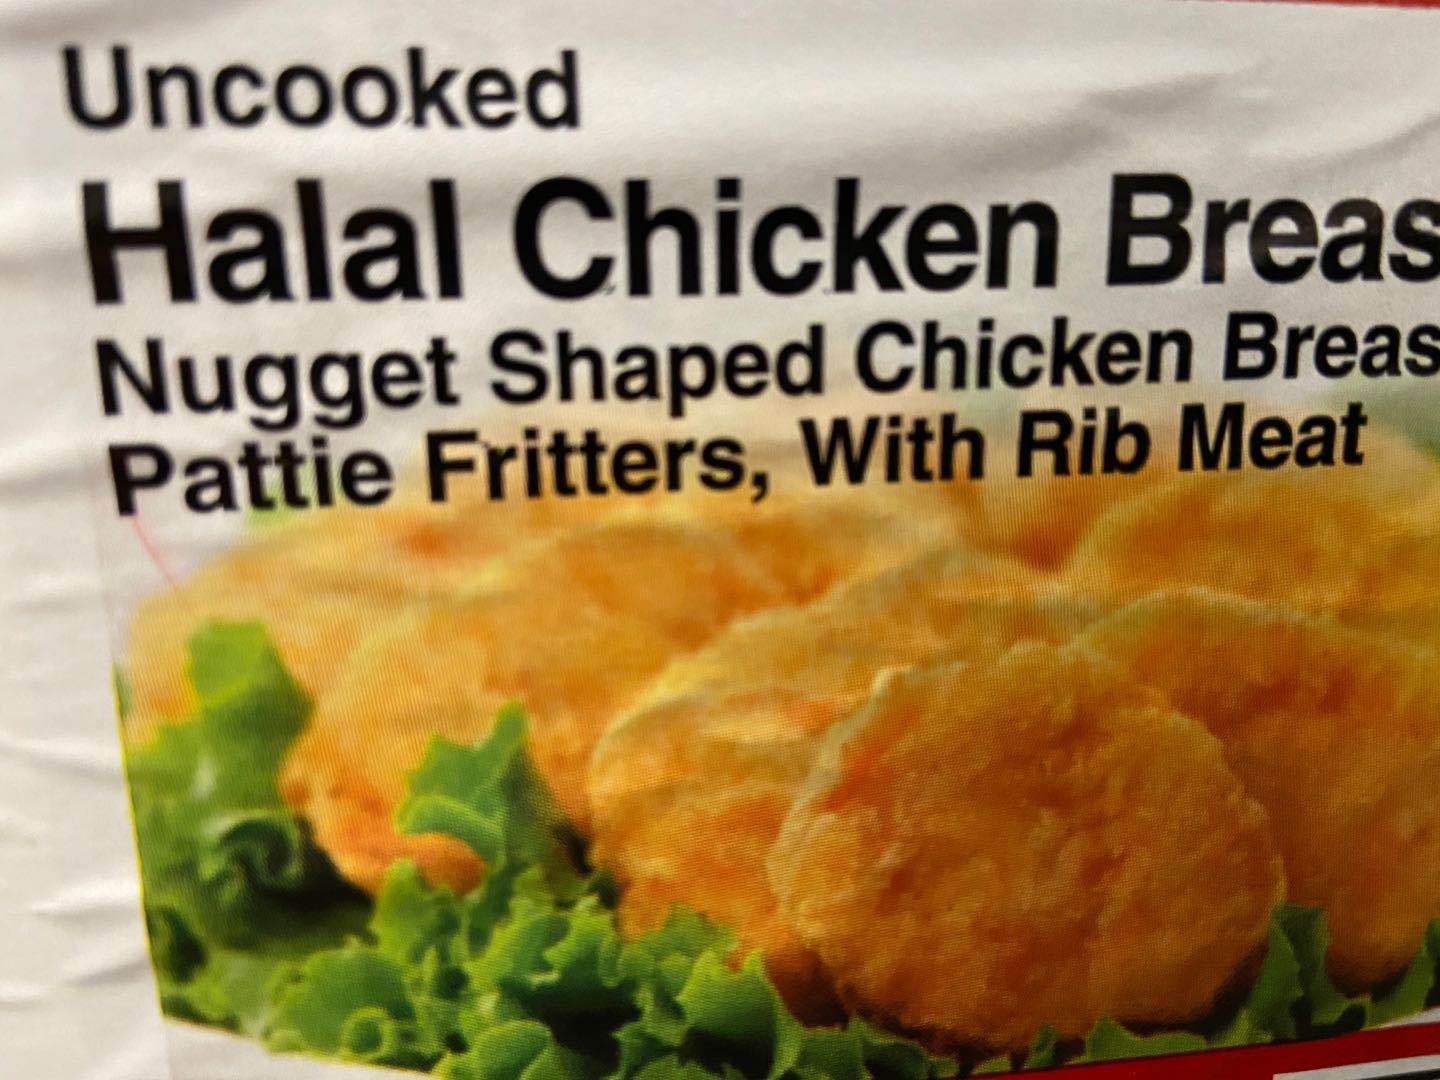 Uncooked
Halal Chicken Breas
Nugget Shaped Chicken Breas
Pattie Fritters, With Rib Meat